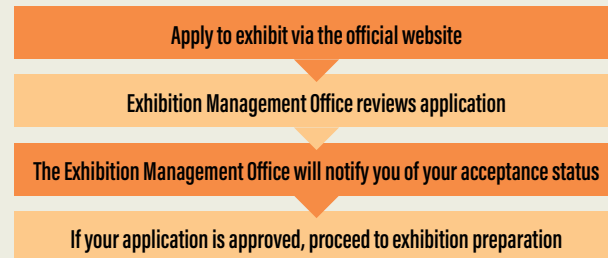 Apply to exhibit via the official website
Exhibition Management Office reviews application
The Exhibition Management Office will notify you of your acceptance status
If your application is approved, proceed to exhibition preparation